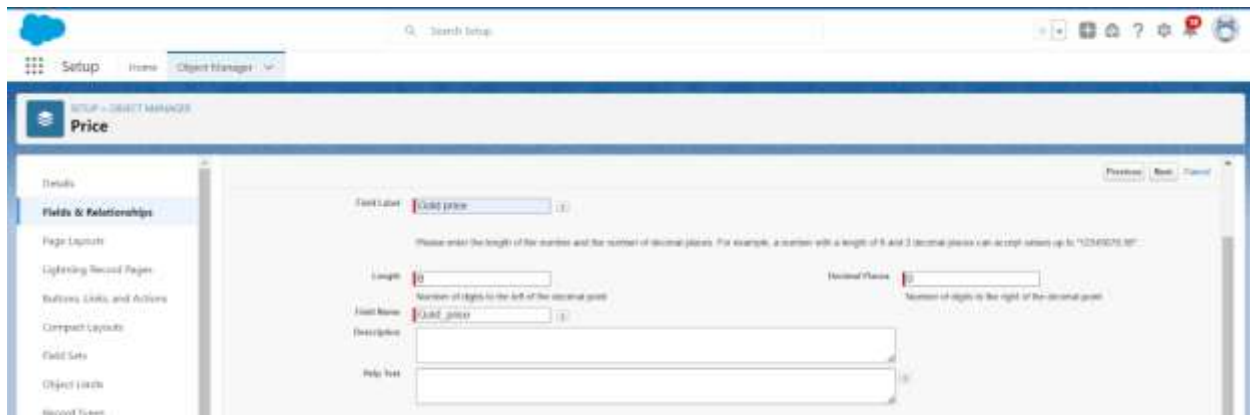 Search Setup
Setup Home Object Manager
SETUP > OBJECT MANAGER
Price
Details
Fields & Relationships
Page Layouts
Lightning Record Pages
Buttons, Links, and Actions
Compact Layouts
Field Sets
Object Limits
Record Types
Previous Next Cancel
Field Label Gold price
Please enter the length of the number and the number of decimal places. For example, a number with a length of 8 and 2 decimal places can accept values up to "12345678.90".
Length 8 Decimal Places 0
Number of digits to the left of the decimal point Number of digits to the right of the decimal point
Field Name Gold_price
Description
Help Text